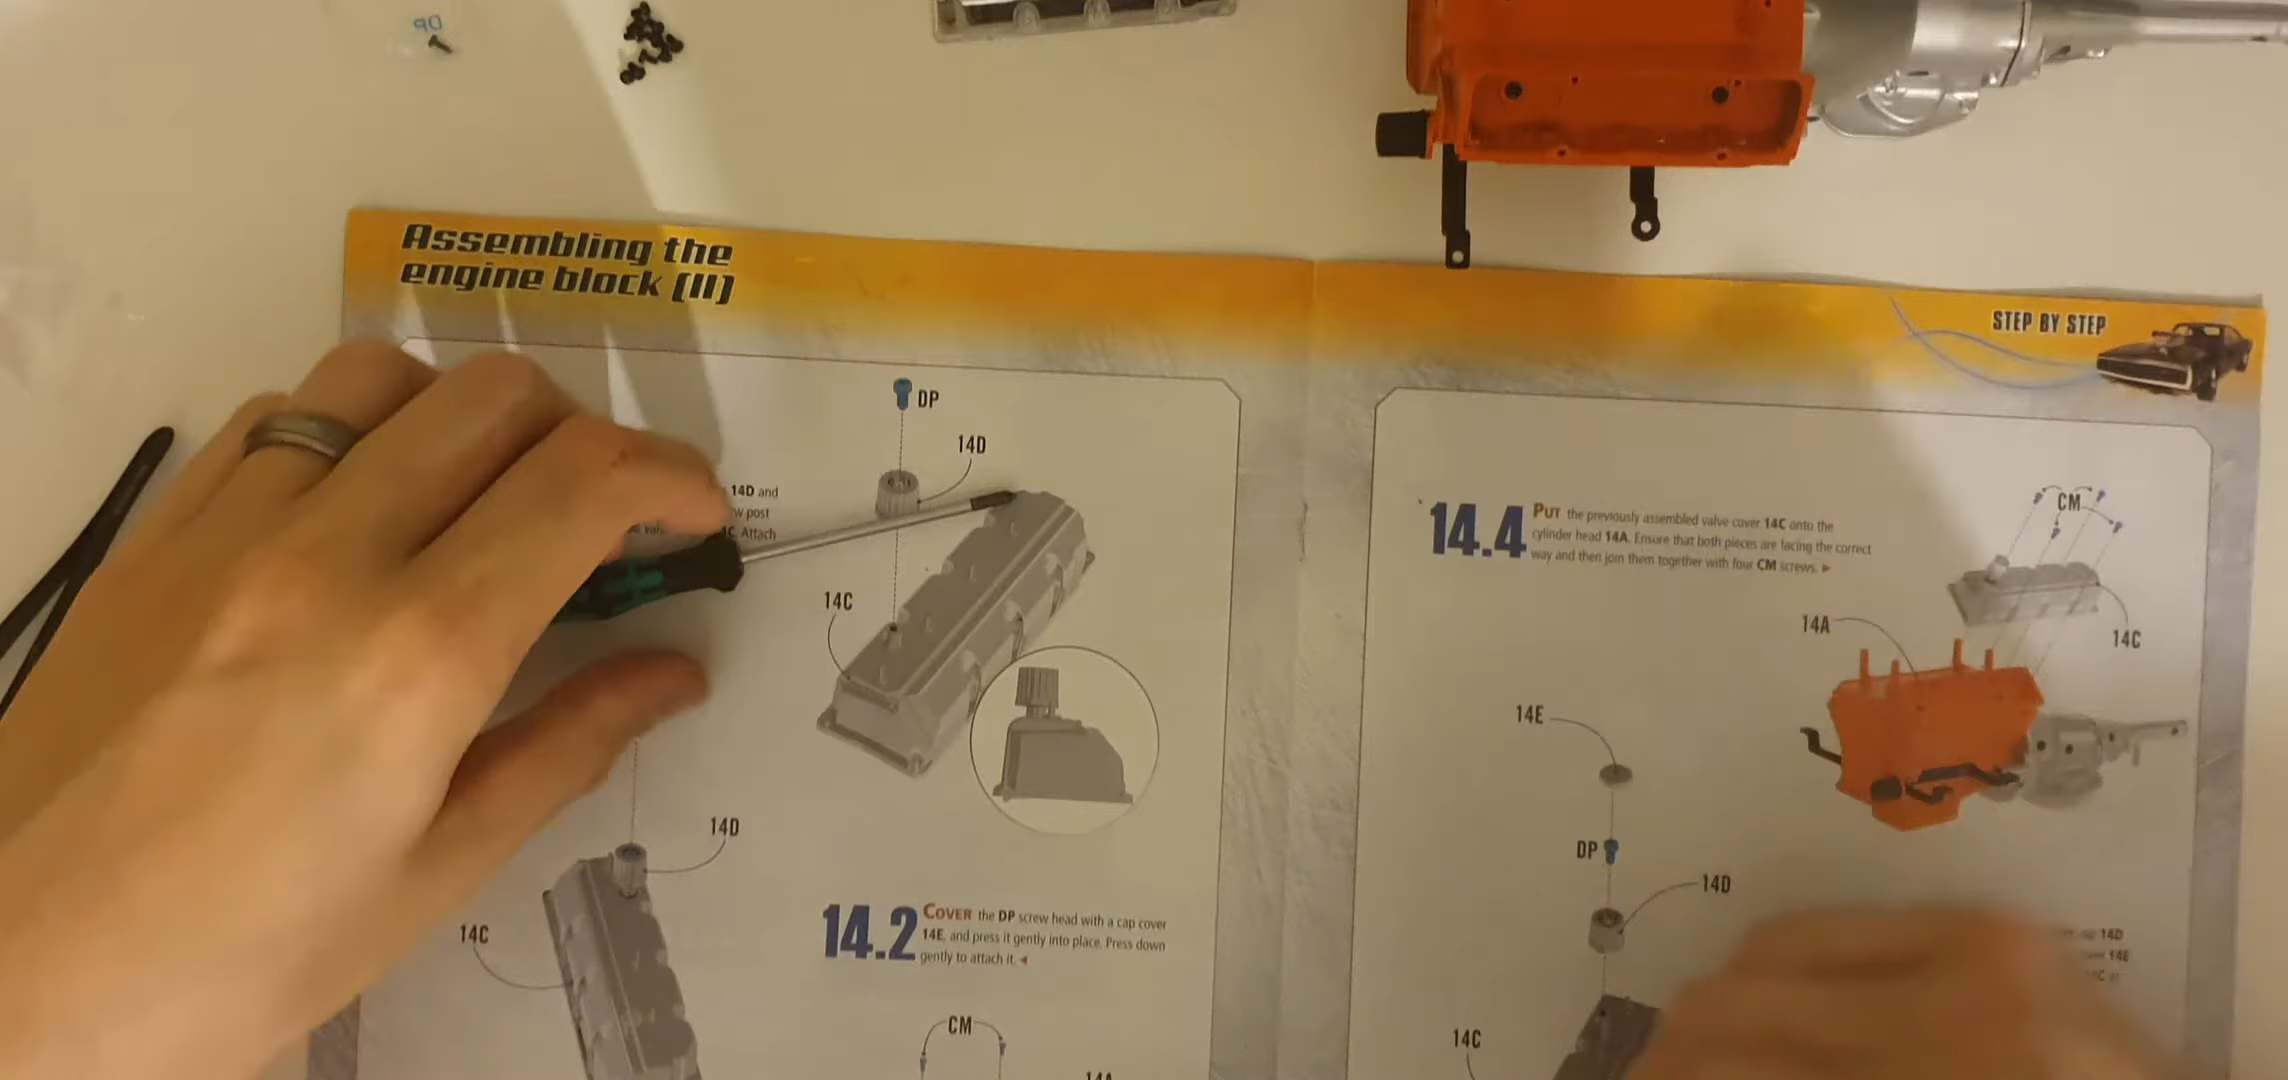 90
Assembling the
engine block (II)
STEP BY STEP
DP
14D
14D and
w post
C. Attach
14C
14D
14C
14.2
COVER the DP screw head with a cap cover
14E, and press it gently into place. Press down
gently to attach it. ◄
CM
14A
14.4
PUT the previously assembled valve cover 14C onto the
cylinder head 14A. Ensure that both pieces are facing the correct
way and then join them together with four CM screws. ►
CM
14A
14C
14E
DP
14D
14D
14E
14C